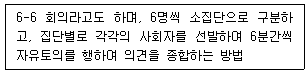 6-6 회의라고도 하며, 6명씩 소집단으로 구분하
고, 집단별로 각각의 사회자를 선발하여 6분간씩
자유토의를 행하여 의견을 종합하는 방법